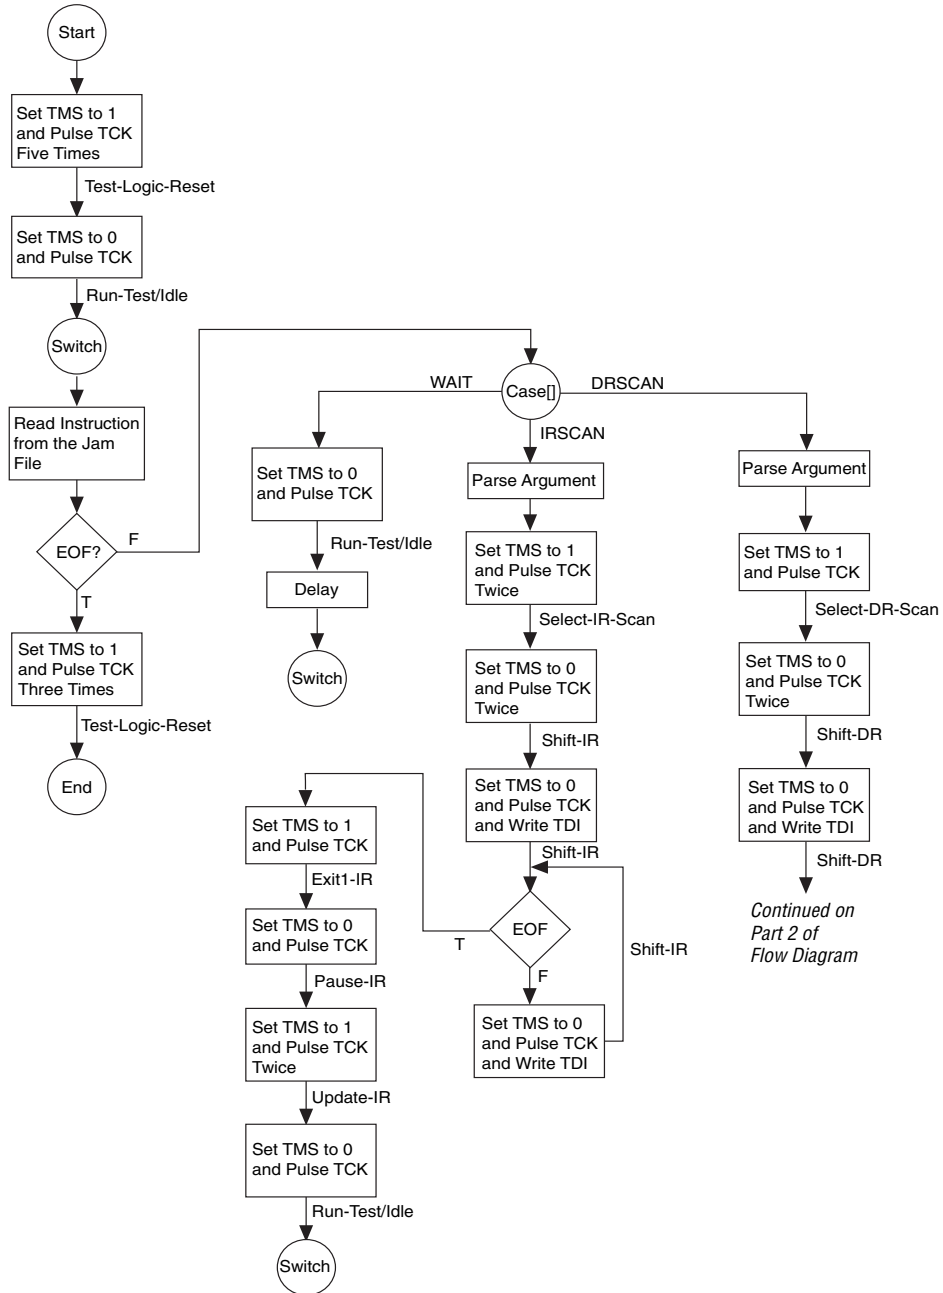 Start
Set TMS to 1
and Pulse TCK
Five Times
Test-Logic-Reset
Set TMS to 0
and Pulse TCK
Run-Test/Idle
Switch
Read Instruction
from the Jam
File
EOF?
F
T
Set TMS to 1
and Pulse TCK
Three Times
Test-Logic-Reset
End
Case[]
WAIT
Set TMS to 0
and Pulse TCK
Run-Test/Idle
Delay
Switch
IRSCAN
Parse Argument
Set TMS to 1
and Pulse TCK
Twice
Select-IR-Scan
Set TMS to 0
and Pulse TCK
Twice
Shift-IR
Set TMS to 0
and Pulse TCK
and Write TDI
Shift-IR
EOF
T
F
Set TMS to 0
and Pulse TCK
and Write TDI
Shift-IR
Set TMS to 1
and Pulse TCK
Exit1-IR
Set TMS to 0
and Pulse TCK
Pause-IR
Set TMS to 1
and Pulse TCK
Twice
Update-IR
Set TMS to 0
and Pulse TCK
Run-Test/Idle
Switch
DRSCAN
Parse Argument
Set TMS to 1
and Pulse TCK
Select-DR-Scan
Set TMS to 0
and Pulse TCK
Twice
Shift-DR
Set TMS to 0
and Pulse TCK
and Write TDI
Shift-DR
Continued on
Part 2 of
Flow Diagram